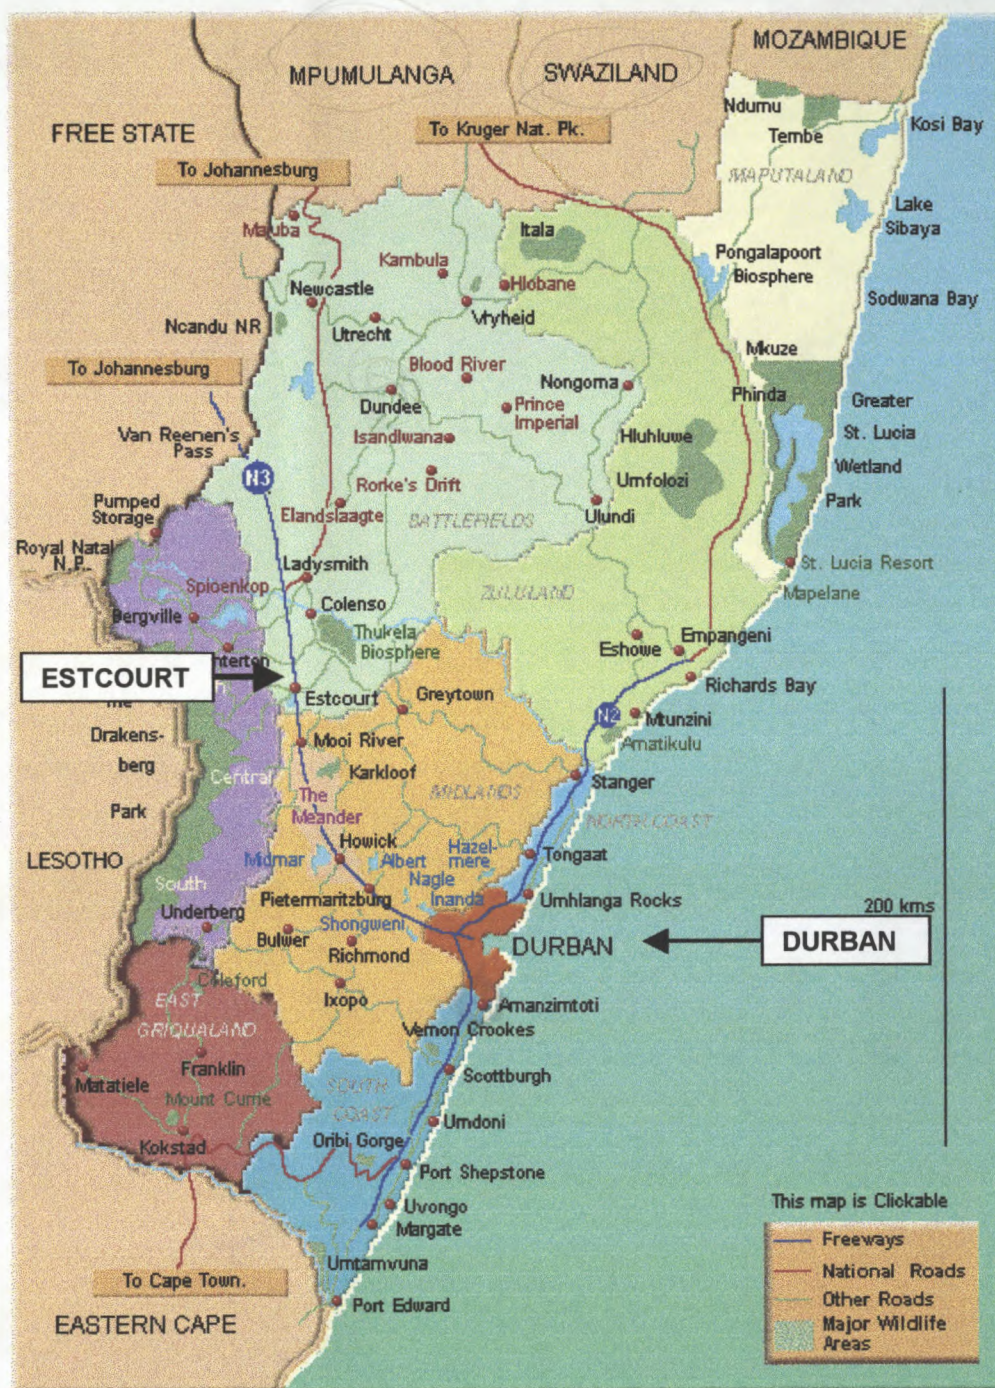 MOZAMBIQUE
MPUMULANGA
SWAZILAND
FREE STATE
To Kruger Nat. Pk.
To Johannesburg
Ndumu
Tembe
Kosi Bay
MAPUTALAND
Lake
Sibaya
Majuba
Itala
Kambula
Hlobane
Pongalapoort
Biosphere
Newcastle
Vryheid
Sodwana Bay
Ncandu NR
Utrecht
Mkuze
To Johannesburg
Blood River
Nongoma
Phinda
Dundee
Prince
Imperial
Greater
St. Lucia
Wetland
Park
Van Reenen's
Pass
Isandlwana
Hluhluwe
N3
Rorke's Drift
Umfolozi
Pumped
Storage
Elandslaagte
BATTLEFIELDS
Ulundi
Royal Natal
N.P.
Ladysmith
St. Lucia Resort
Mapelane
Spioenkop
ZULULAND
Bergville
Colenso
Thukela
Biosphere
Eshowe
Empangeni
nterton
ESTCOURT
Estcourt
Greytown
Richards Bay
The
Drakens-
berg
Park
N2
Mtunzini
Amatikulu
Mooi River
Central
Karkloof
MIDLANDS
Stanger
The
Meander
NORTH COAST
LESOTHO
Howick
Midmar
Albert
Hazel-
mere
Tongaat
South
Nagle
Inanda
Pietermaritzburg
Umhlanga Rocks
200 kms
Underberg
Shongweni
Bulwer
Richmond
DURBAN
DURBAN
Coleford
Ixopo
EAST
GRIQUALAND
Amanzimtoti
Vernon Crookes
Franklin
Scottburgh
Matatiele
Mount Currie
SOUTH
COAST
Umdoni
Kokstad
Oribi Gorge
Port Shepstone
Uvongo
Margate
This map is Clickable
Freeways
National Roads
Other Roads
Major Wildlife
Areas
Umtamvuna
To Cape Town.
Port Edward
EASTERN CAPE